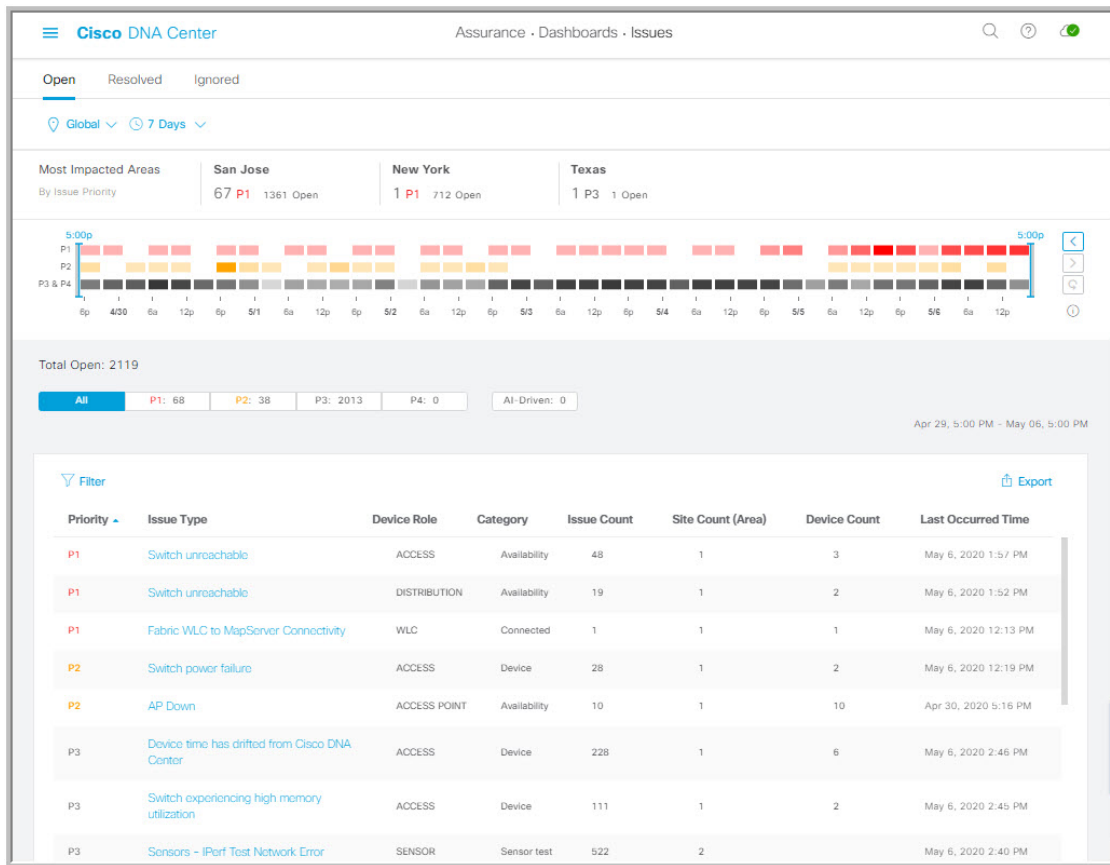 Cisco DNA Center
Assurance · Dashboards · Issues
Open Resolved Ignored
Global 7 Days
Most Impacted Areas
By Issue Priority
San Jose
67 P1 1361 Open
New York
1 P1 712 Open
Texas
1 P3 1 Open
5:00p 5:00p
P1
P2
P3 & P4
6p 4/30 6a 12p 6p 5/1 6a 12p 6p 5/2 6a 12p 6p 5/3 6a 12p 6p 5/4 6a 12p 6p 5/5 6a 12p 6p 5/6 6a 12p
Total Open: 2119
All P1: 68 P2: 38 P3: 2013 P4: 0 AI-Driven: 0
Apr 29, 5:00 PM - May 06, 5:00 PM
Filter Export
Priority Issue Type Device Role Category Issue Count Site Count (Area) Device Count Last Occurred Time
P1 Switch unreachable ACCESS Availability 48 1 3 May 6, 2020 1:57 PM
P1 Switch unreachable DISTRIBUTION Availability 19 1 2 May 6, 2020 1:52 PM
P1 Fabric WLC to MapServer Connectivity WLC Connected 1 1 1 May 6, 2020 12:13 PM
P2 Switch power failure ACCESS Device 28 1 2 May 6, 2020 12:19 PM
P2 AP Down ACCESS POINT Availability 10 1 10 Apr 30, 2020 5:16 PM
P3 Device time has drifted from Cisco DNA Center ACCESS Device 228 1 6 May 6, 2020 2:46 PM
P3 Switch experiencing high memory utilization ACCESS Device 111 1 2 May 6, 2020 2:45 PM
P3 Sensors - IPerf Test Network Error SENSOR Sensor test 522 2 May 6, 2020 2:40 PM